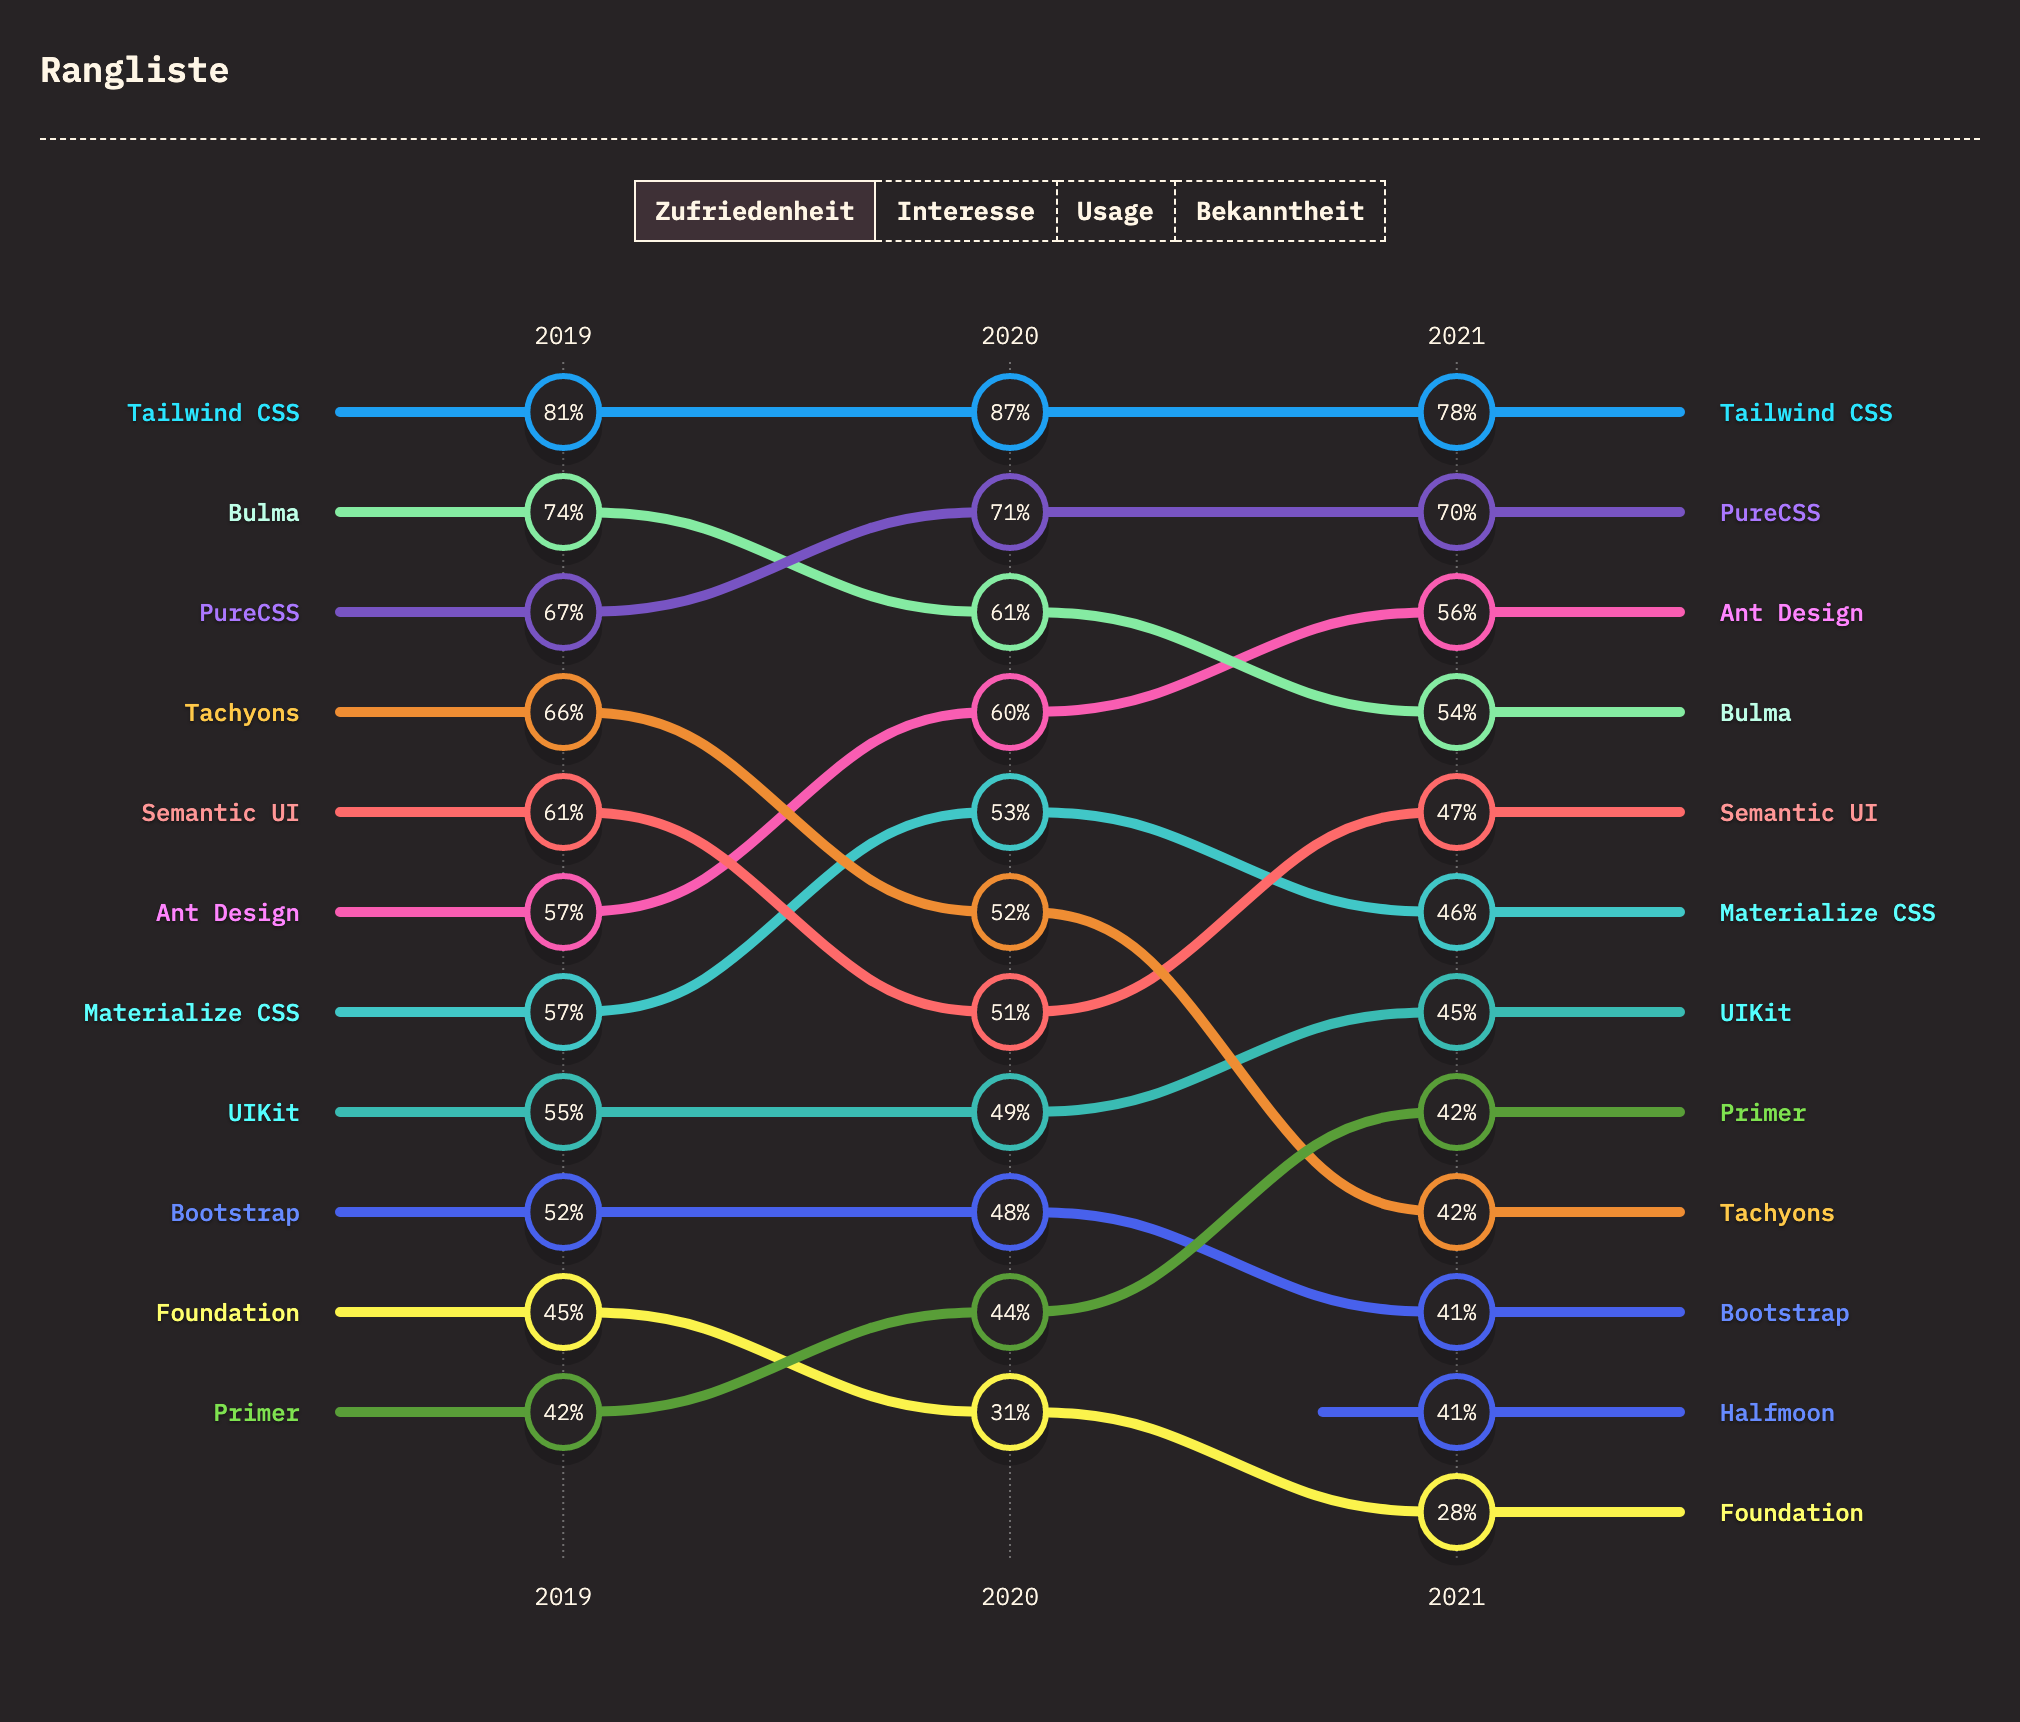 Rangliste
Zufriedenheit Interesse Usage Bekanntheit
2019 2020 2021
Tailwind CSS 81% 87% 78% Tailwind CSS
Bulma 74% 71% 70% PureCSS
PureCSS 67% 61% 56% Ant Design
Tachyons 66% 60% 54% Bulma
Semantic UI 61% 53% 47% Semantic UI
Ant Design 57% 52% 46% Materialize CSS
Materialize CSS 57% 51% 45% UIKit
UIKit 55% 49% 42% Primer
Bootstrap 52% 48% 42% Tachyons
Foundation 45% 44% 41% Bootstrap
Primer 42% 31% 41% Halfmoon
28% Foundation
2019 2020 2021